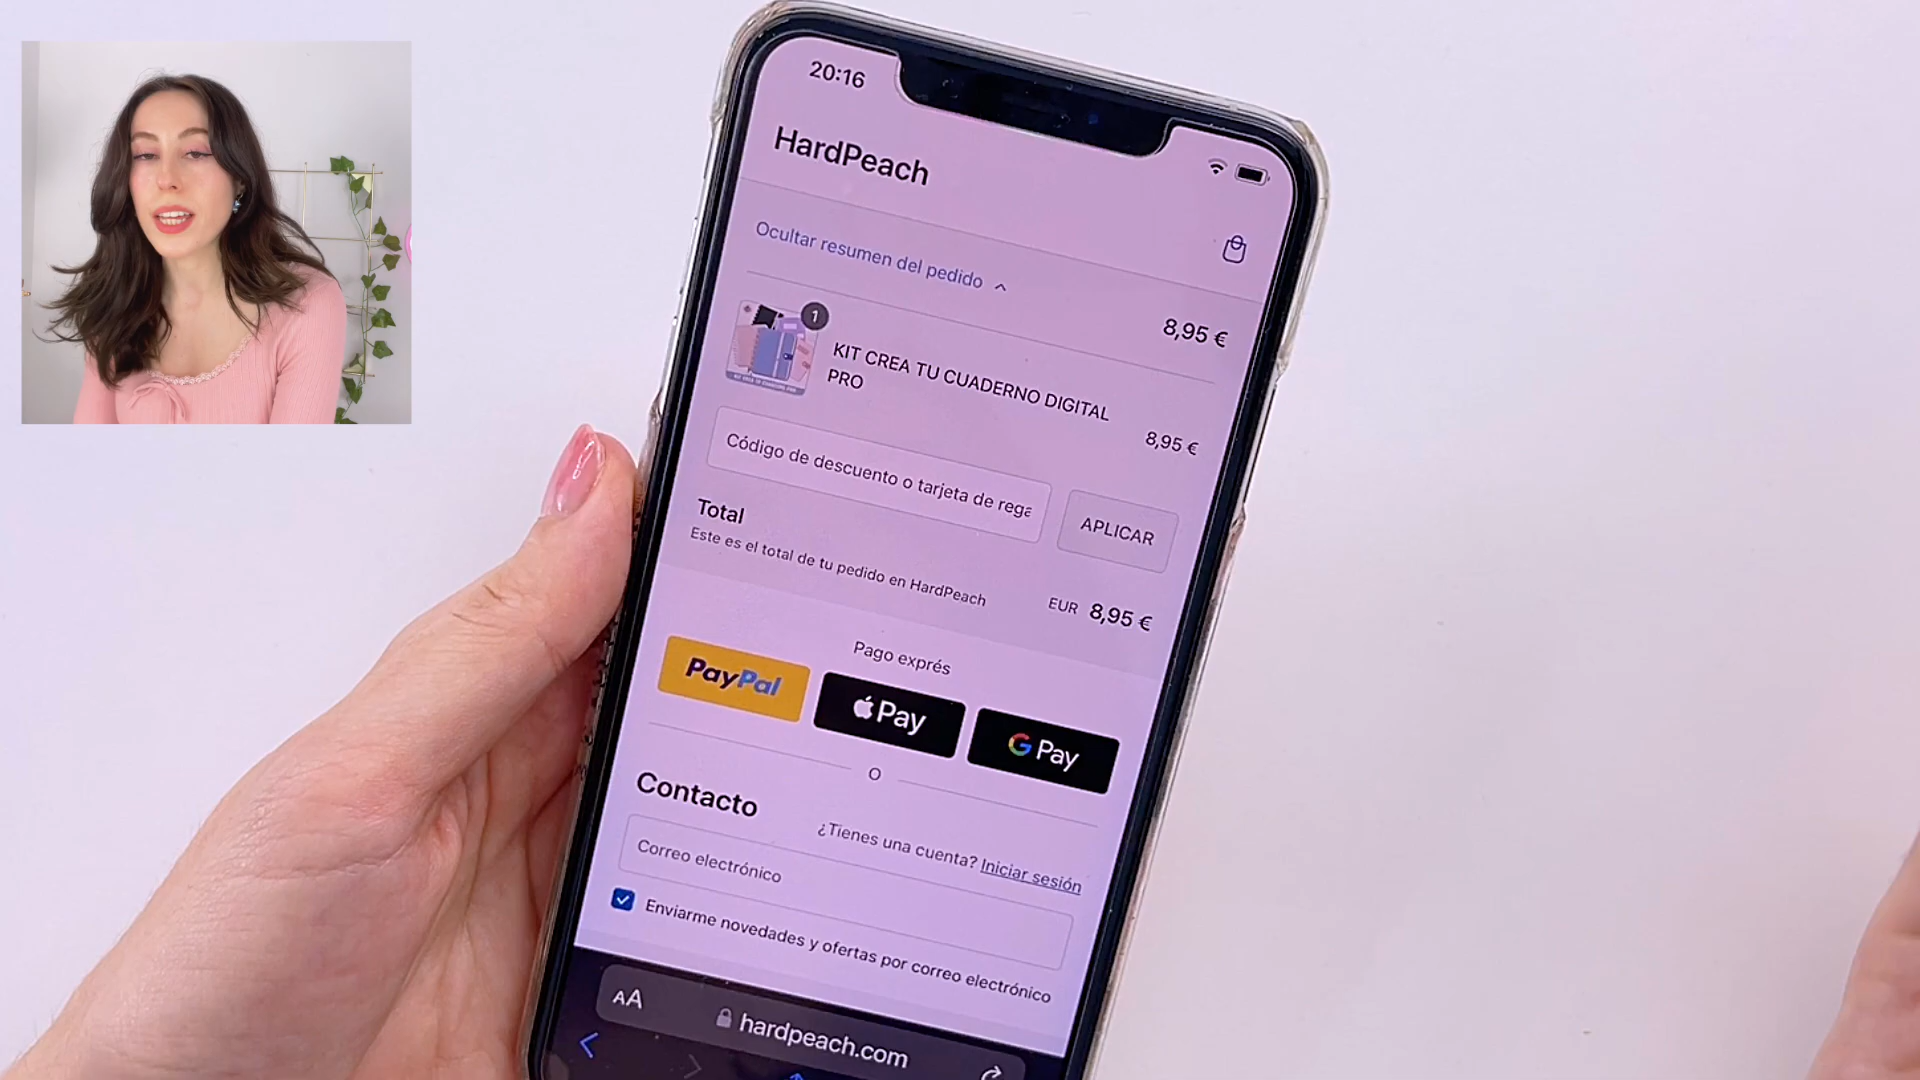 20:16
HardPeach
Ocultar resumen del pedido
8,95 €
1
KIT CREA TU CUADERNO DIGITAL
PRO
8,95 €
Código de descuento o tarjeta de rega
APLICAR
Total
Este es el total de tu pedido en HardPeach
EUR 8,95 €
Pago exprés
PayPal
Pay
G Pay
O
Contacto
¿Tienes una cuenta? Iniciar sesión
Correo electrónico
Enviarme novedades y ofertas por correo electrónico
AA
hardpeach.com